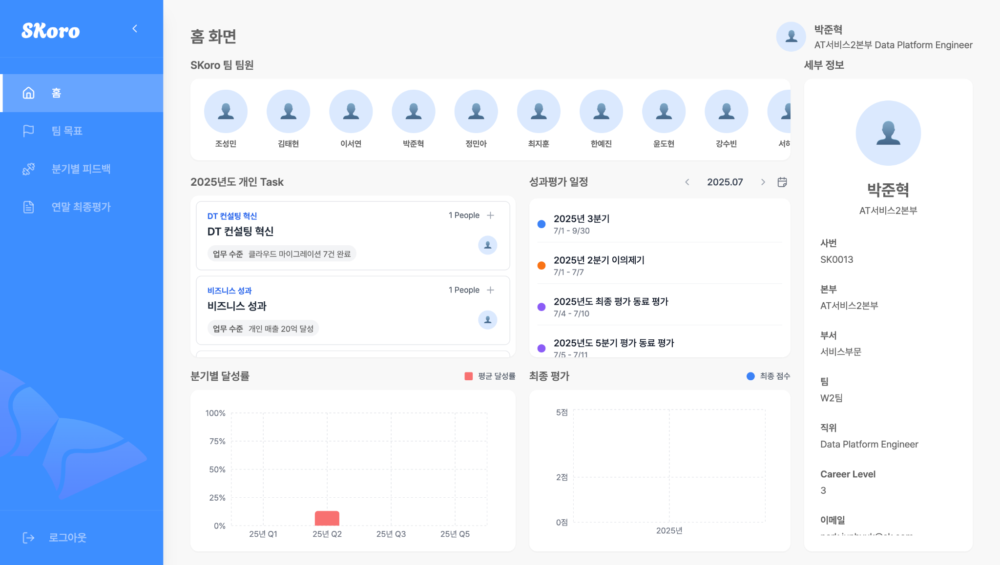 SKoro
홈
팀 목표
분기별 피드백
연말 최종평가
로그아웃
홈 화면
박준혁
AT서비스2본부 Data Platform Engineer
SKoro 팀 팀원
조성민
김태현
이서연
박준혁
정민아
최지훈
한예진
윤도현
강수빈
2025년도 개인 Task
DT 컨설팅 혁신
1 People
DT 컨설팅 혁신
업무 수준 클라우드 마이그레이션 7건 완료
비즈니스 성과
1 People
비즈니스 성과
업무 수준 개인 매출 20억 달성
성과평가 일정
2025.07
2025년 3분기
7/1 - 9/30
2025년 2분기 이의제기
7/1 - 7/7
2025년도 최종 평가 동료 평가
7/4 - 7/10
2025년도 5분기 평가 동료 평가
7/5 - 7/11
분기별 달성률
평균 달성률
100%
75%
50%
25%
0%
25년 Q1
25년 Q2
25년 Q3
25년 Q5
최종 평가
최종 점수
5점
2점
0점
2025년
세부 정보
박준혁
AT서비스2본부
사번
SK0013
본부
AT서비스2본부
부서
서비스부문
팀
W2팀
직위
Data Platform Engineer
Career Level
3
이메일